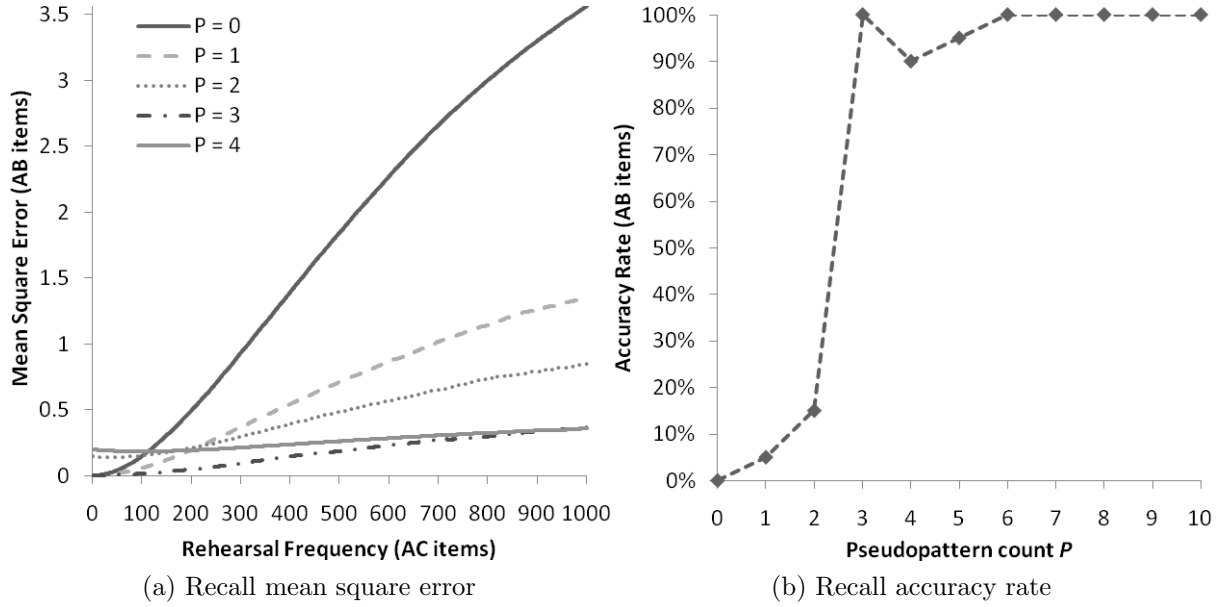 3.5
3
2.5
2
1.5
1
0.5
0
Mean Square Error (AB items)
P = 0
P = 1
P = 2
P = 3
P = 4
0 100 200 300 400 500 600 700 800 900 1000
Rehearsal Frequency (AC items)
(a) Recall mean square error
100%
90%
80%
70%
60%
50%
40%
30%
20%
10%
0%
Accuracy Rate (AB items)
0 1 2 3 4 5 6 7 8 9 10
Pseudopattern count P
(b) Recall accuracy rate